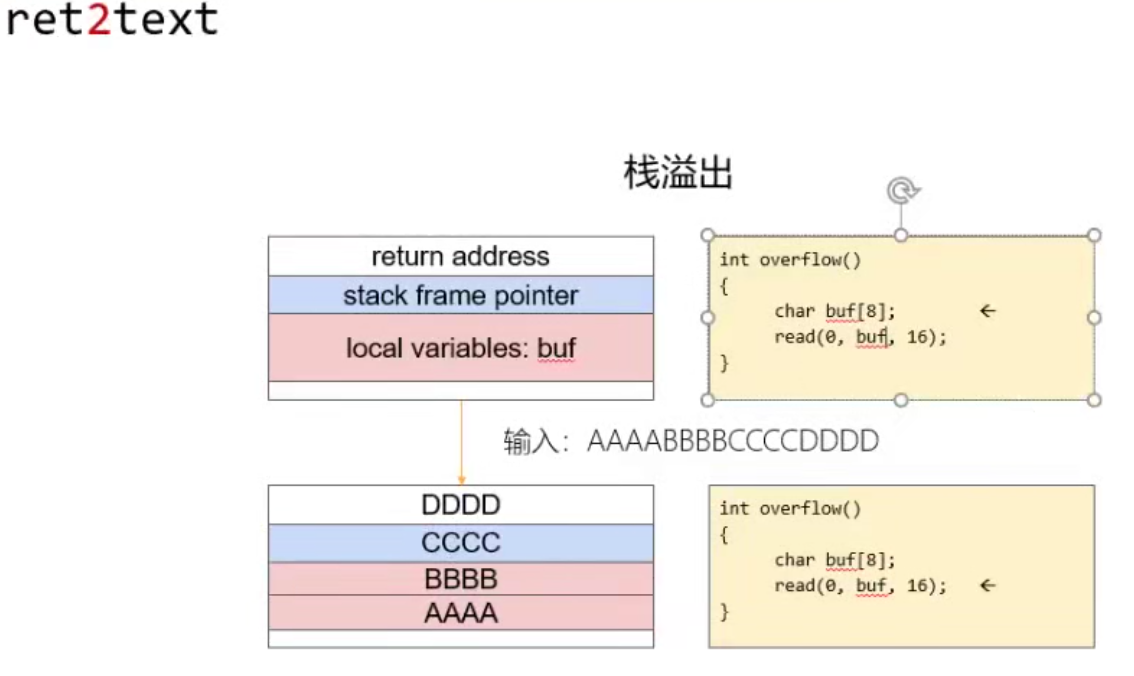 ret2text
栈溢出
return address
stack frame pointer
local variables: buf
int overflow()
{
char buf[8]; ←
read(0, buf, 16);
}
输入：AAAABBBBCCCCDDDD
DDDD
CCCC
BBBB
AAAA
int overflow()
{
char buf[8];
read(0, buf, 16); ←
}